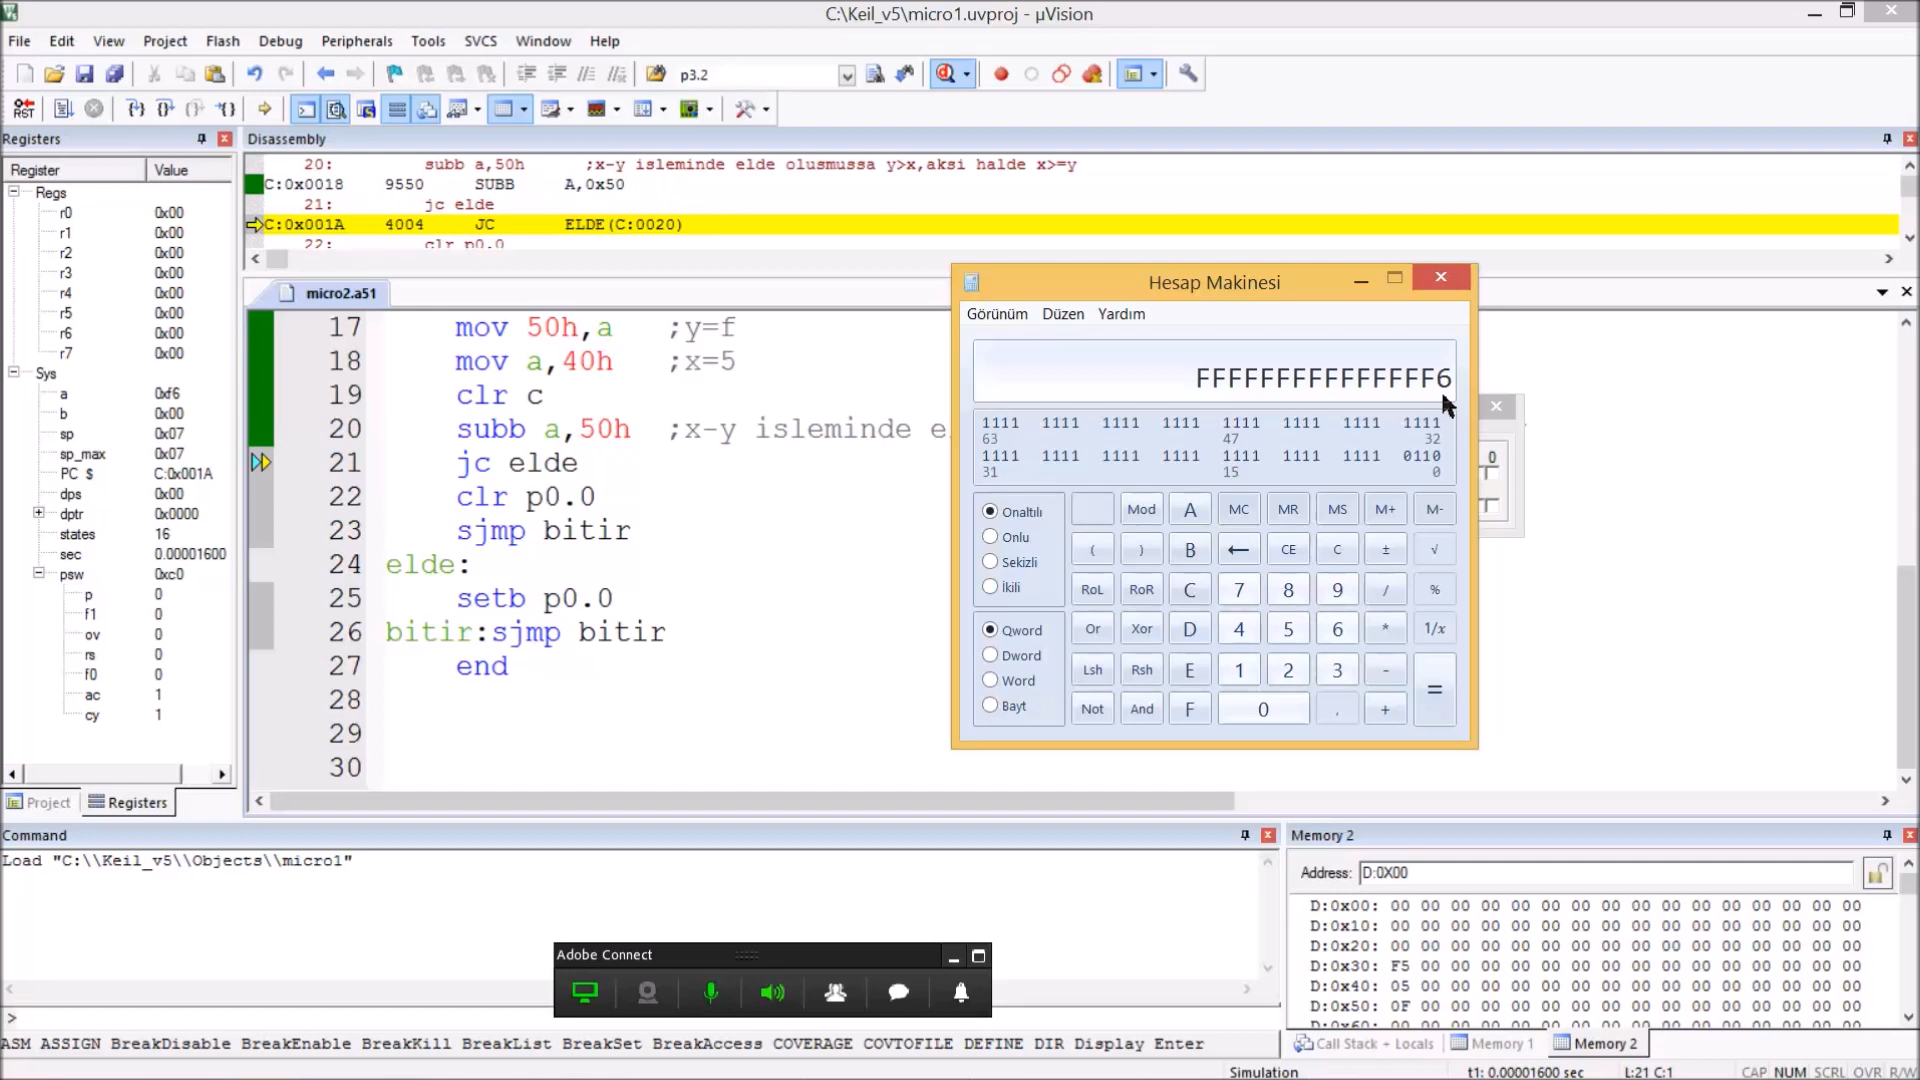 C:\Keil_v5\micro1.uvproj - µVision
File Edit View Project Flash Debug Peripherals Tools SVCS Window Help
p3.2
Registers
Register Value
Regs
r0 0x00
r1 0x00
r2 0x00
r3 0x00
r4 0x00
r5 0x00
r6 0x00
r7 0x00
Sys
a 0xf6
b 0x00
sp 0x07
sp_max 0x07
PC $ C:0x001A
dps 0x00
dptr 0x0000
states 16
sec 0.00001600
psw 0xc0
p 0
f1 0
ov 0
rs 0
f0 0
ac 1
cy 1
Project Registers
Disassembly
20: subb a,50h ;x-y isleminde elde olusmussa y>x,aksi halde x>=y
C:0x0018 9550 SUBB A,0x50
21: jc elde
C:0x001A 4004 JC ELDE(C:0020)
22: clr p0.0
micro2.a51
17 mov 50h,a ;y=f
18 mov a,40h ;x=5
19 clr c
20 subb a,50h ;x-y isleminde e
21 jc elde
22 clr p0.0
23 sjmp bitir
24 elde:
25 setb p0.0
26 bitir:sjmp bitir
27 end
28
29
30
Hesap Makinesi
Görünüm Düzen Yardım
FFFFFFFFFFFFFFF6
1111 1111 1111 1111 1111 1111 1111 1111
63 47 32
1111 1111 1111 1111 1111 1111 1111 0110
31 15 0
Onaltılı
Onlu
Sekizli
İkili
Qword
Dword
Word
Bayt
Mod A MC MR MS M+ M-
( ) B ← CE C ± √
RoL RoR C 7 8 9 / %
Or Xor D 4 5 6 * 1/x
Lsh Rsh E 1 2 3 - =
Not And F 0 , +
0
Command
Load "C:\\Keil_v5\\Objects\\micro1"
>
ASM ASSIGN BreakDisable BreakEnable BreakKill BreakList BreakSet BreakAccess COVERAGE COVTOFILE DEFINE DIR Display Enter
Adobe Connect
Memory 2
Address: D:0X00
D:0x00: 00 00 00 00 00 00 00 00 00 00 00 00 00 00 00 00
D:0x10: 00 00 00 00 00 00 00 00 00 00 00 00 00 00 00 00
D:0x20: 00 00 00 00 00 00 00 00 00 00 00 00 00 00 00 00
D:0x30: F5 00 00 00 00 00 00 00 00 00 00 00 00 00 00 00
D:0x40: 05 00 00 00 00 00 00 00 00 00 00 00 00 00 00 00
D:0x50: 0F 00 00 00 00 00 00 00 00 00 00 00 00 00 00 00
Call Stack + Locals Memory 1 Memory 2
Simulation t1: 0.00001600 sec L:21 C:1 CAP NUM SCRL OVR R/W